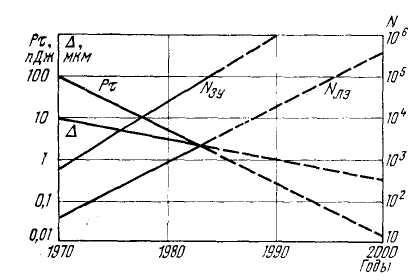 Pτ, Δ, N
пДж мкм
10⁶
100 Pτ N_ЗУ N_ЛЭ 10⁵
10 Δ 10⁴
1 10³
0,1 10²
0,01 10
1970 1980 1990 2000
Годы